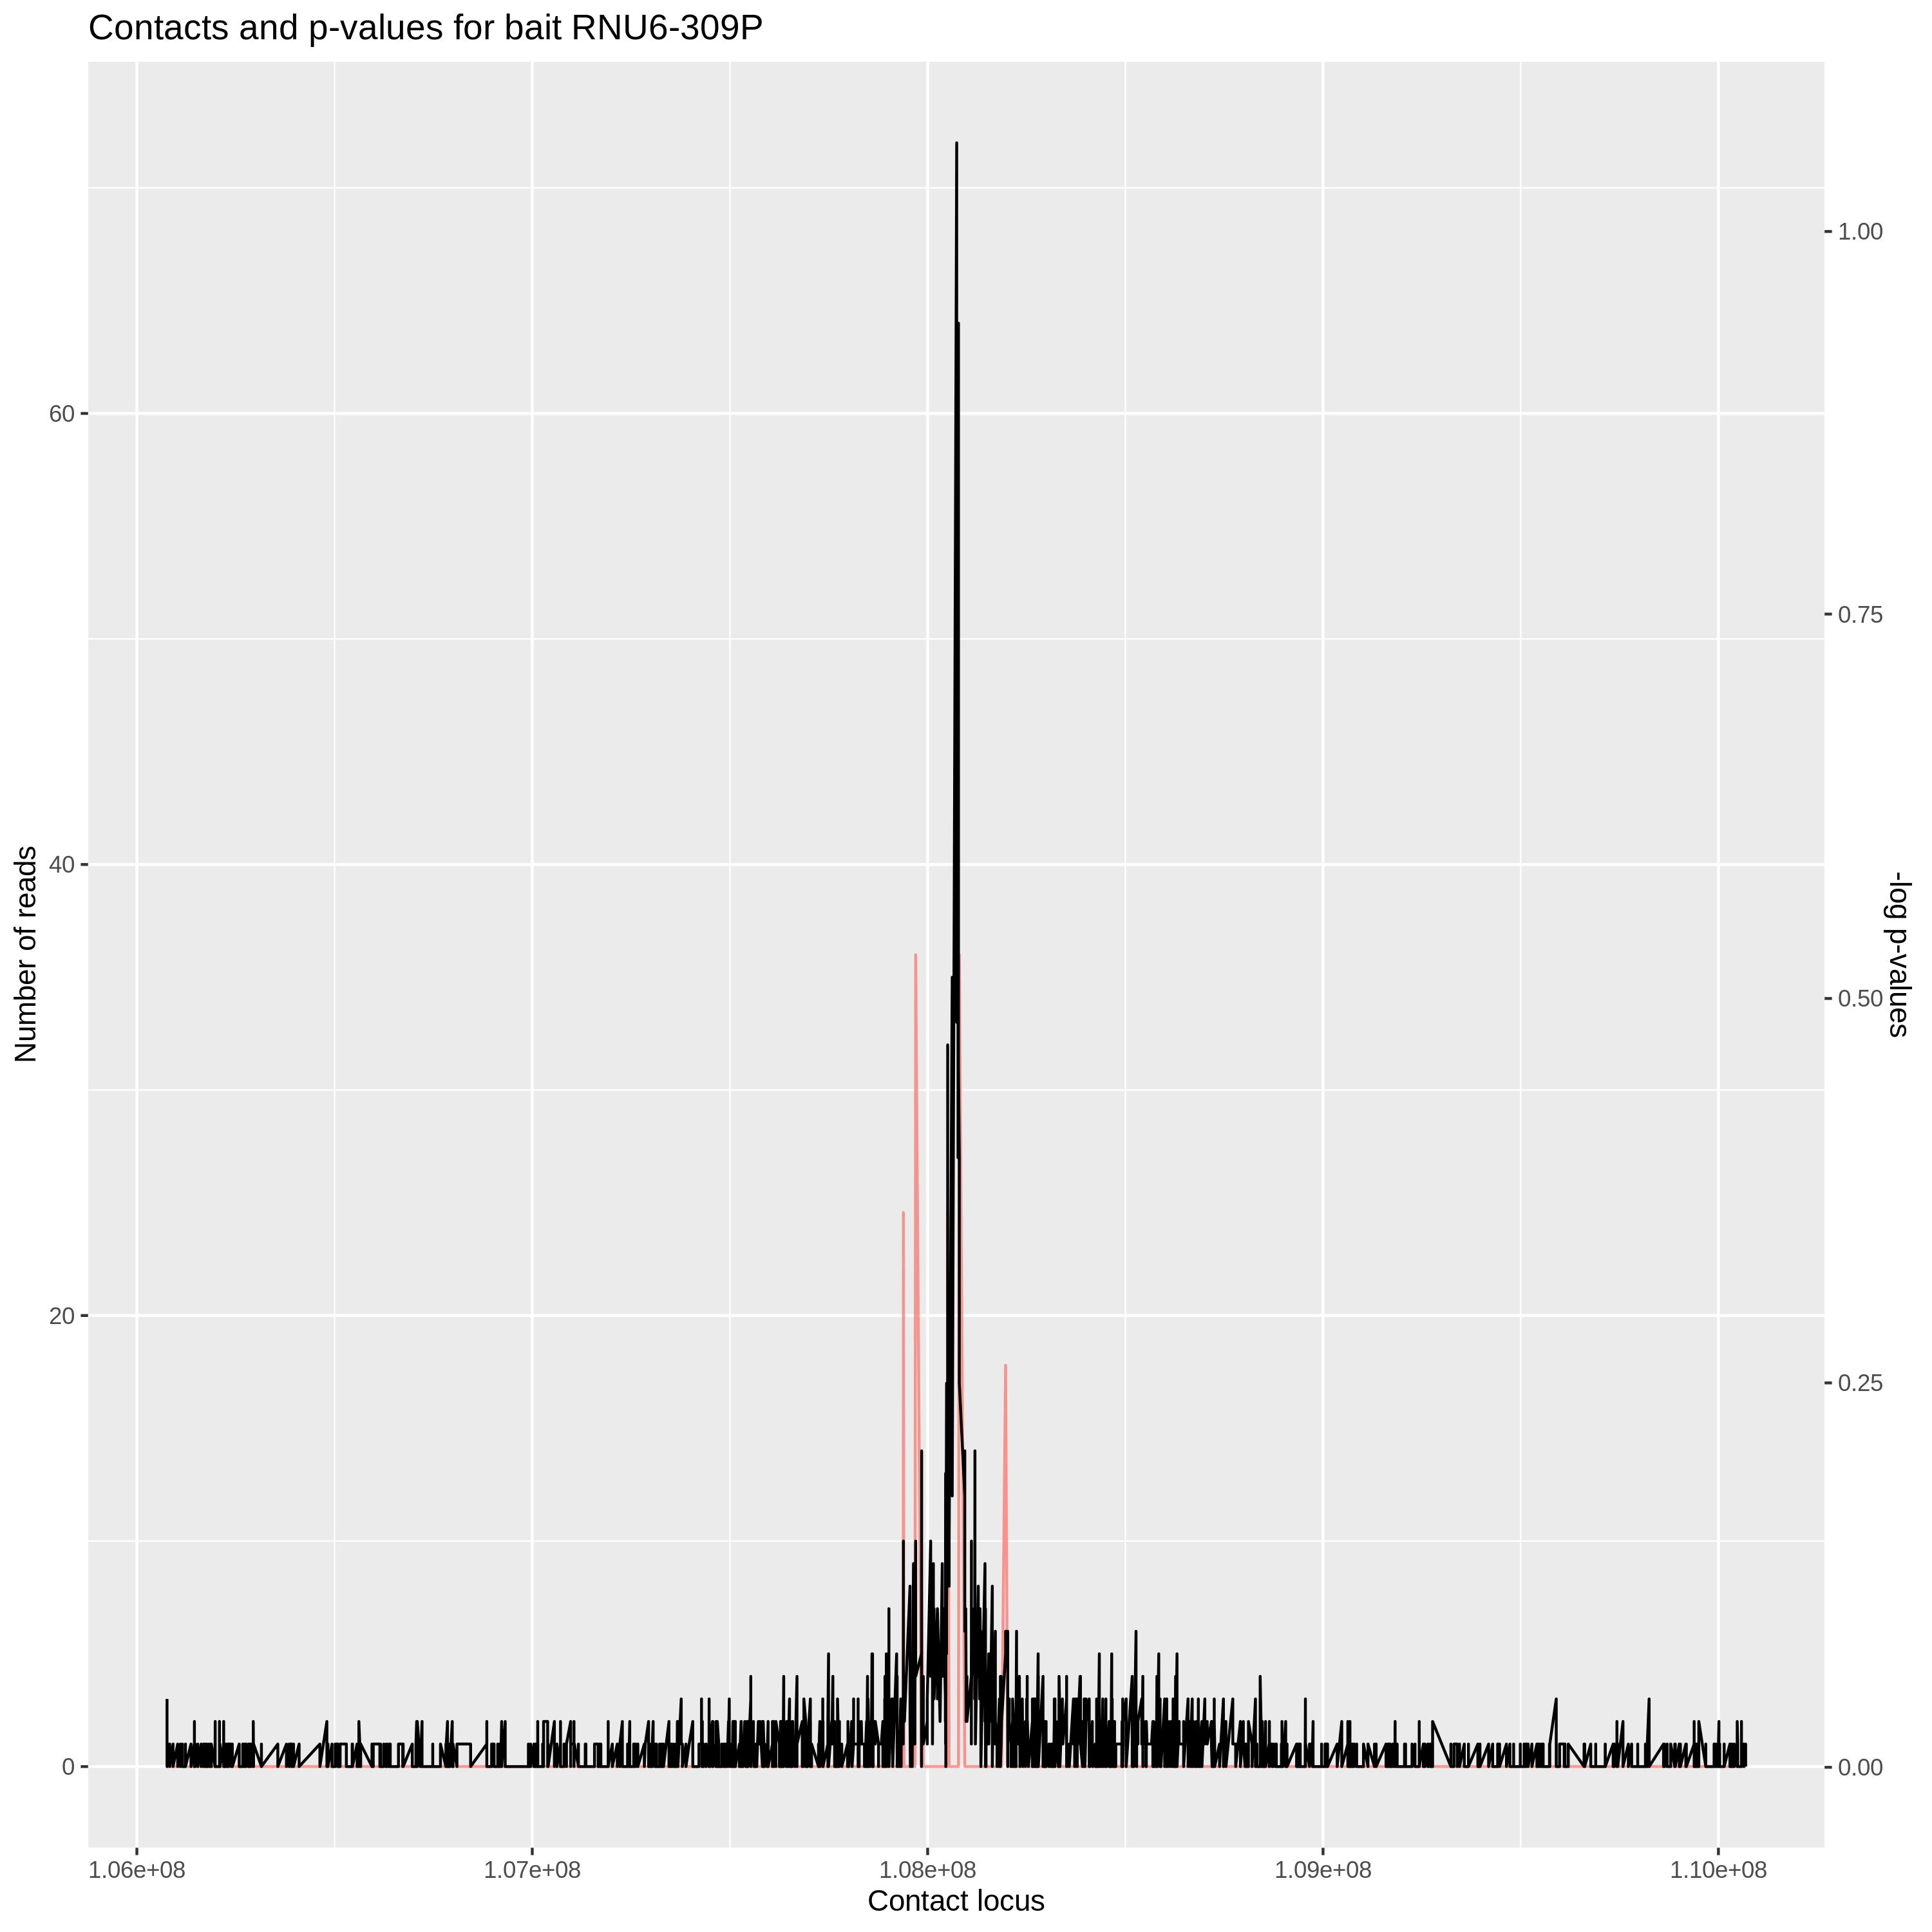 Contacts and p-values for bait RNU6-309P
Number of reads
60
40
20
0
1.00
0.75
0.50
0.25
0.00
-log p-values
1.06e+08
1.07e+08
1.08e+08
1.09e+08
1.10e+08
Contact locus